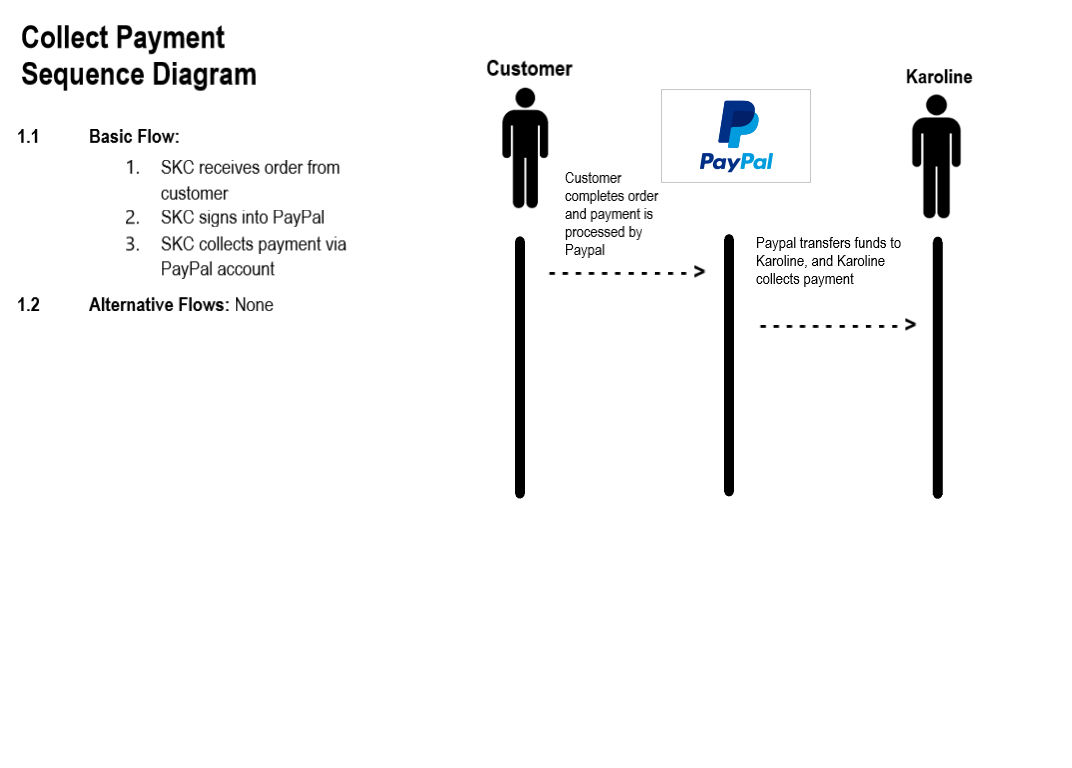 Collect Payment
Sequence Diagram
1.1 Basic Flow:
1. SKC receives order from
customer
2. SKC signs into PayPal
3. SKC collects payment via
PayPal account
1.2 Alternative Flows: None
Customer
PayPal
Karoline
Customer
completes order
and payment is
processed by
Paypal
Paypal transfers funds to
Karoline, and Karoline
collects payment